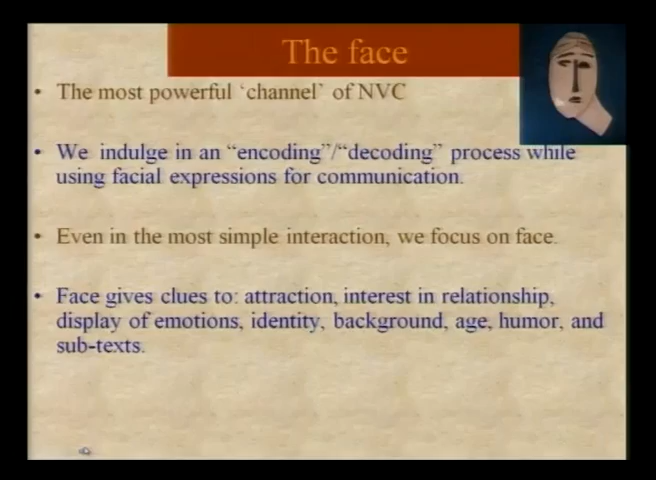 The face
• The most powerful ‘channel’ of NVC
• We indulge in an “encoding”/“decoding” process while
using facial expressions for communication.
• Even in the most simple interaction, we focus on face.
• Face gives clues to: attraction, interest in relationship,
display of emotions, identity, background, age, humor, and
sub-texts.